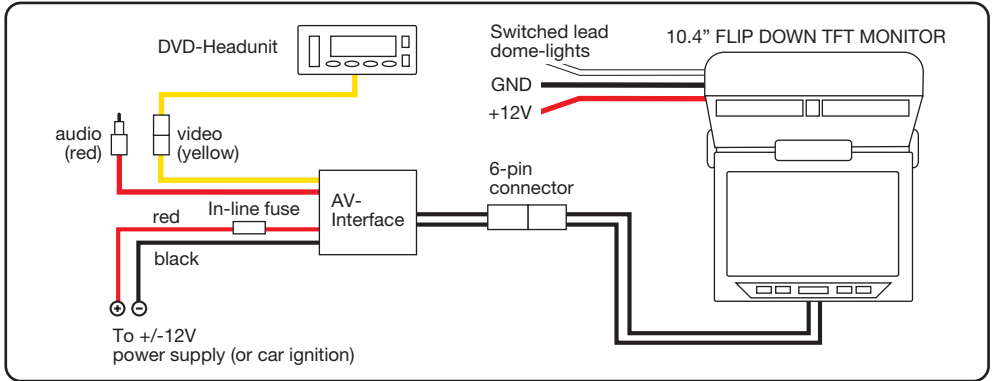 DVD-Headunit
Switched lead
dome-lights
GND
+12V
10.4” FLIP DOWN TFT MONITOR
audio
(red)
video
(yellow)
6-pin
connector
AV-
Interface
red
In-line fuse
black
+ −
To +/-12V
power supply (or car ignition)